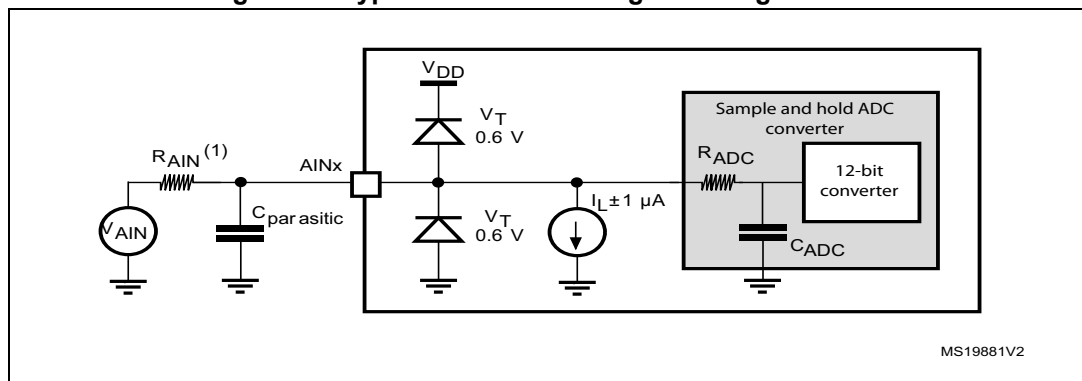 V_DD
V_T
0.6 V
Sample and hold ADC
converter
R_AIN (1)
AINx
R_ADC
12-bit
converter
V_AIN
C_parasitic
V_T
0.6 V
I_L ± 1 µA
C_ADC
MS19881V2